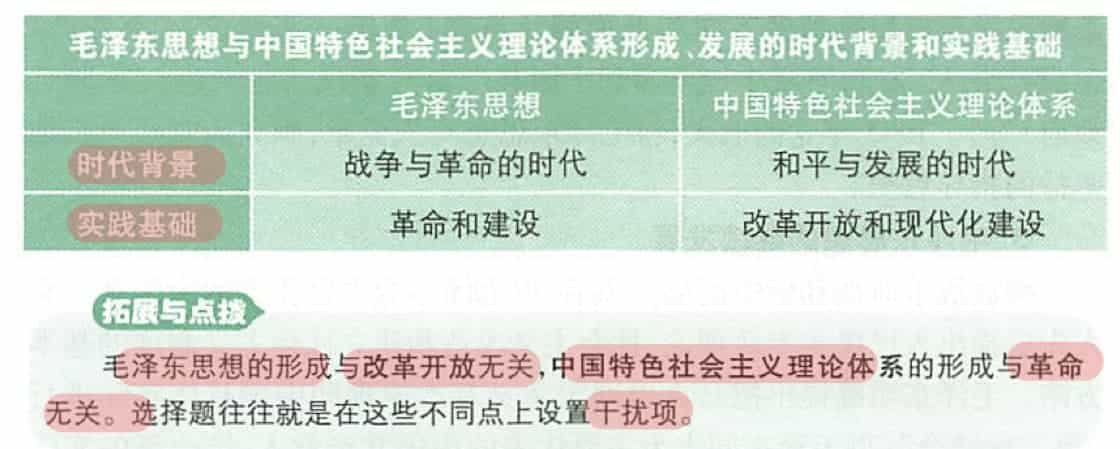 毛泽东思想与中国特色社会主义理论体系形成、发展的时代背景和实践基础
毛泽东思想 中国特色社会主义理论体系
时代背景 战争与革命的时代 和平与发展的时代
实践基础 革命和建设 改革开放和现代化建设
拓展与点拨
毛泽东思想的形成与改革开放无关,中国特色社会主义理论体系的形成与革命
无关。选择题往往就是在这些不同点上设置干扰项。